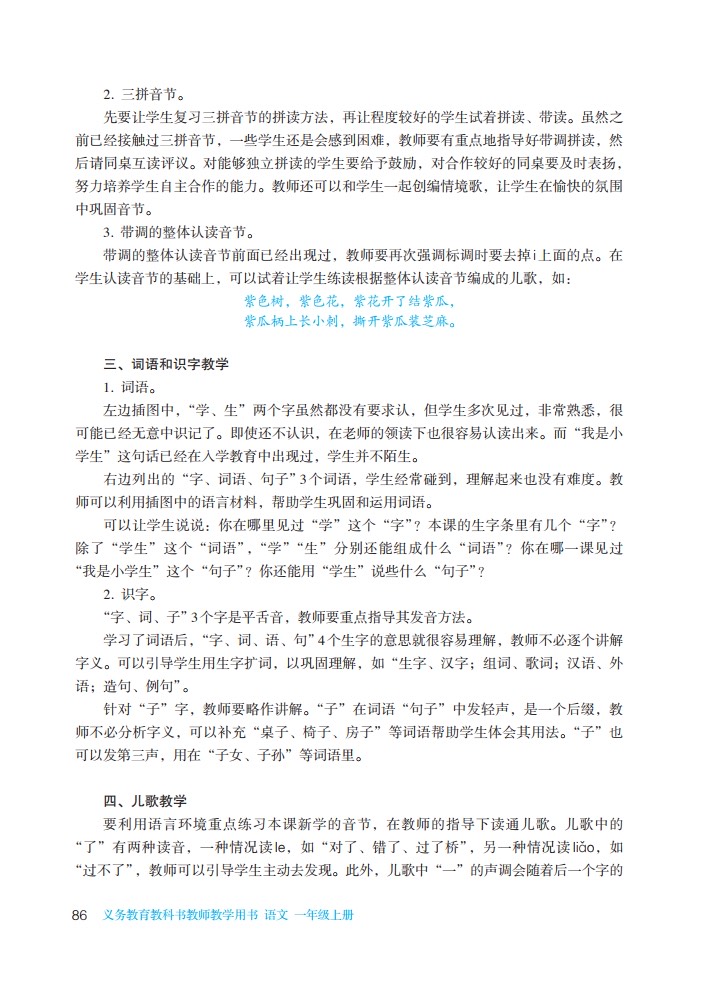 2. 三拼音节。
先要让学生复习三拼音节的拼读方法，再让程度较好的学生试着拼读、带读。虽然之
前已经接触过三拼音节，一些学生还是会感到困难，教师要有重点地指导好带调拼读，然
后请同桌互读评议。对能够独立拼读的学生要给予鼓励，对合作较好的同桌要及时表扬，
努力培养学生自主合作的能力。教师还可以和学生一起创编情境歌，让学生在愉快的氛围
中巩固音节。
3. 带调的整体认读音节。
带调的整体认读音节前面已经出现过，教师要再次强调标调时要去掉i上面的点。在
学生认读音节的基础上，可以试着让学生练读根据整体认读音节编成的儿歌，如：
紫色树，紫色花，紫花开了结紫瓜，
紫瓜柄上长小刺，撕开紫瓜装芝麻。
三、词语和识字教学
1. 词语。
左边插图中，“学、生”两个字虽然都没有要求认，但学生多次见过，非常熟悉，很
可能已经无意中识记了。即使还不认识，在老师的领读下也很容易认读出来。而“我是小
学生”这句话已经在入学教育中出现过，学生并不陌生。
右边列出的“字、词语、句子”3个词语，学生经常碰到，理解起来也没有难度。教
师可以利用插图中的语言材料，帮助学生巩固和运用词语。
可以让学生说说：你在哪里见过“学”这个“字”？本课的生字条里有几个“字”？
除了“学生”这个“词语”，“学”“生”分别还能组成什么“词语”？你在哪一课见过
“我是小学生”这个“句子”？你还能用“学生”说些什么“句子”？
2. 识字。
“字、词、子”3个字是平舌音，教师要重点指导其发音方法。
学习了词语后，“字、词、语、句”4个生字的意思就很容易理解，教师不必逐个讲解
字义。可以引导学生用生字扩词，以巩固理解，如“生字、汉字；组词、歌词；汉语、外
语；造句、例句”。
针对“子”字，教师要略作讲解。“子”在词语“句子”中发轻声，是一个后缀，教
师不必分析字义，可以补充“桌子、椅子、房子”等词语帮助学生体会其用法。“子”也
可以发第三声，用在“子女、子孙”等词语里。
四、儿歌教学
要利用语言环境重点练习本课新学的音节，在教师的指导下读通儿歌。儿歌中的
“了”有两种读音，一种情况读le，如“对了、错了、过了桥”，另一种情况读liǎo，如
“过不了”，教师可以引导学生主动去发现。此外，儿歌中“一”的声调会随着后一个字的
86 义务教育教科书教师教学用书 语文 一年级上册